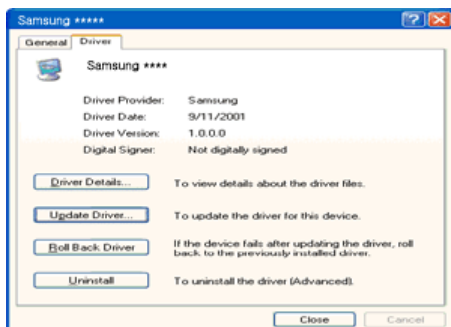 Samsung *****
General Driver
Samsung ****
Driver Provider: Samsung
Driver Date: 9/11/2001
Driver Version: 1.0.0.0
Digital Signer: Not digitally signed
Driver Details... To view details about the driver files.
Update Driver... To update the driver for this device.
Roll Back Driver If the device fails after updating the driver, roll
back to the previously installed driver.
Uninstall To uninstall the driver (Advanced).
Close Cancel